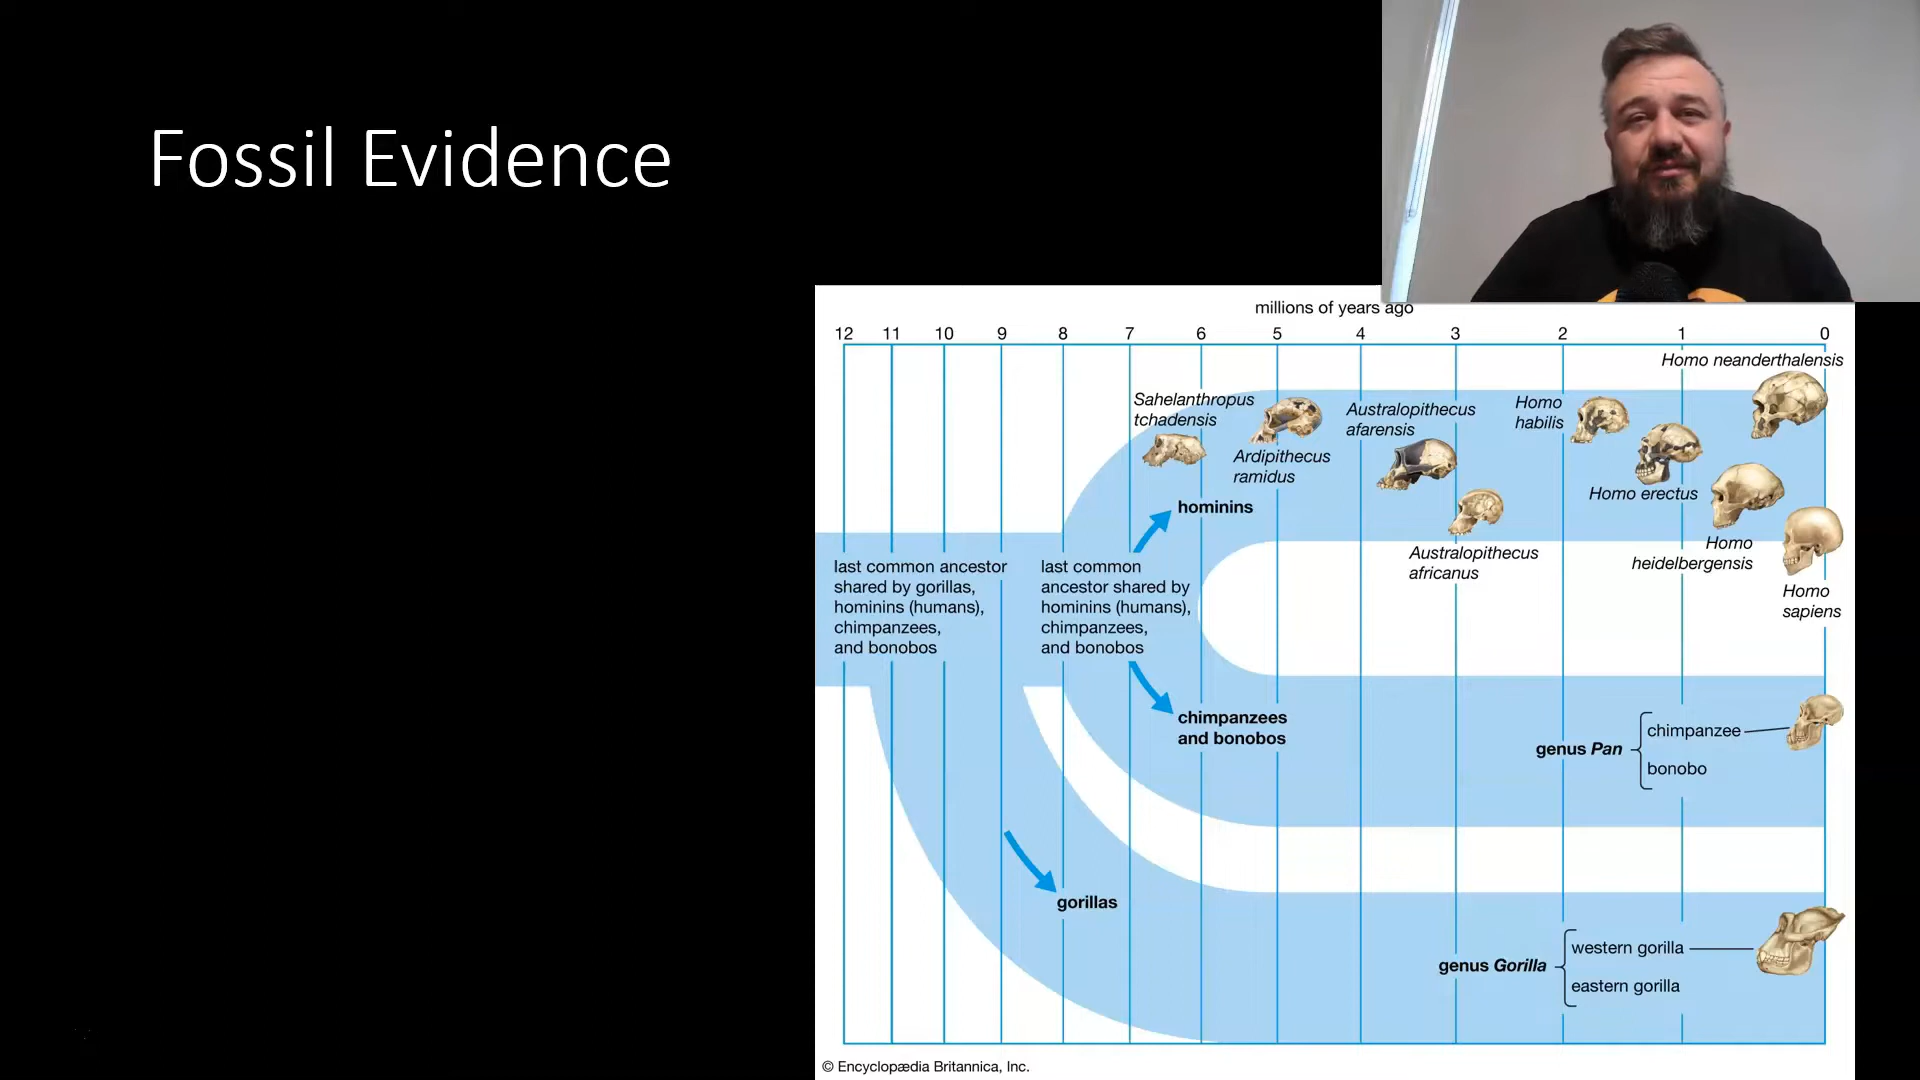 Fossil Evidence
millions of years ago
12 11 10 9 8 7 6 5 4 3 2 1 0
Homo neanderthalensis
Sahelanthropus
tchadensis
Ardipithecus
ramidus
Australopithecus
afarensis
Homo
habilis
Homo erectus
hominins
Australopithecus
africanus
Homo
heidelbergensis
Homo
sapiens
last common ancestor
shared by gorillas,
hominins (humans),
chimpanzees,
and bonobos
last common
ancestor shared by
hominins (humans),
chimpanzees,
and bonobos
chimpanzees
and bonobos
genus Pan
chimpanzee
bonobo
gorillas
genus Gorilla
western gorilla
eastern gorilla
© Encyclopædia Britannica, Inc.